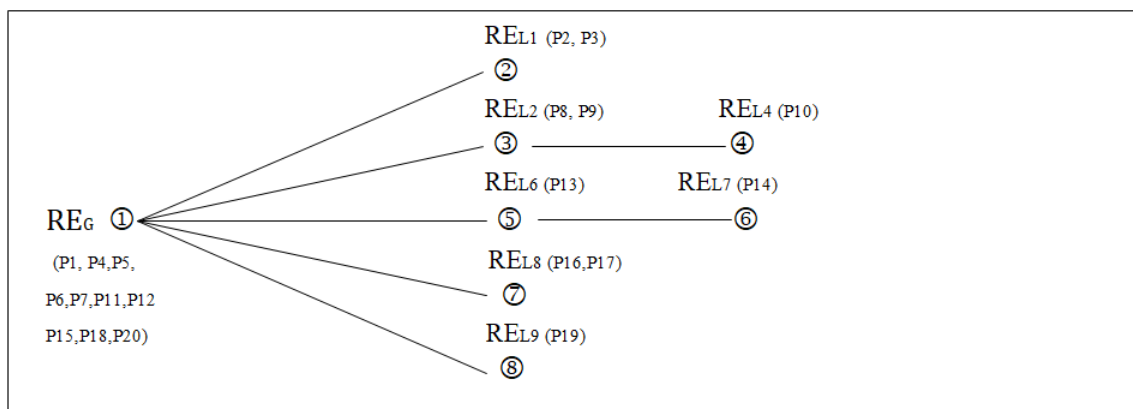 REL1 (P2, P3)
②
REL2 (P8, P9) REL4 (P10)
③ ④
REL6 (P13) REL7 (P14)
REG ① ⑤ ⑥
(P1, P4,P5,
P6,P7,P11,P12
P15,P18,P20)
REL8 (P16,P17)
⑦
REL9 (P19)
⑧